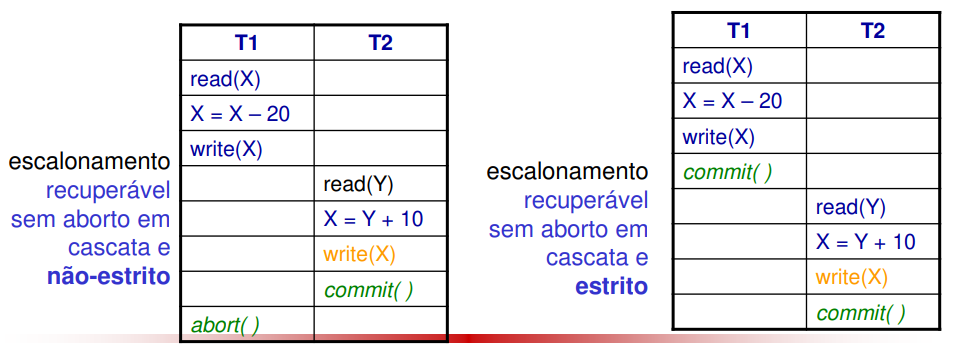 T1 T2
read(X)
X = X – 20
write(X)
read(Y)
X = Y + 10
write(X)
commit( )
abort( )
escalonamento
recuperável
sem aborto em
cascata e
não-estrito
T1 T2
read(X)
X = X – 20
write(X)
commit( )
read(Y)
X = Y + 10
write(X)
commit( )
escalonamento
recuperável
sem aborto em
cascata e
estrito